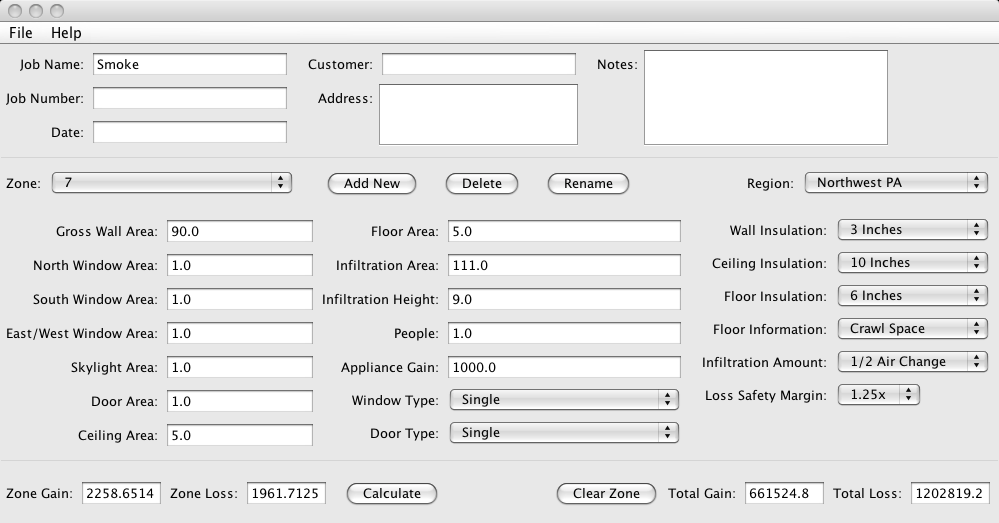 File Help
Job Name: Smoke Customer: Notes:
Job Number: Address:
Date:
Zone: 7 Add New Delete Rename Region: Northwest PA
Gross Wall Area: 90.0 Floor Area: 5.0 Wall Insulation: 3 Inches
North Window Area: 1.0 Infiltration Area: 111.0 Ceiling Insulation: 10 Inches
South Window Area: 1.0 Infiltration Height: 9.0 Floor Insulation: 6 Inches
East/West Window Area: 1.0 People: 1.0 Floor Information: Crawl Space
Skylight Area: 1.0 Appliance Gain: 1000.0 Infiltration Amount: 1/2 Air Change
Door Area: 1.0 Window Type: Single Loss Safety Margin: 1.25x
Ceiling Area: 5.0 Door Type: Single
Zone Gain: 2258.6514 Zone Loss: 1961.7125 Calculate Clear Zone Total Gain: 661524.8 Total Loss: 1202819.2